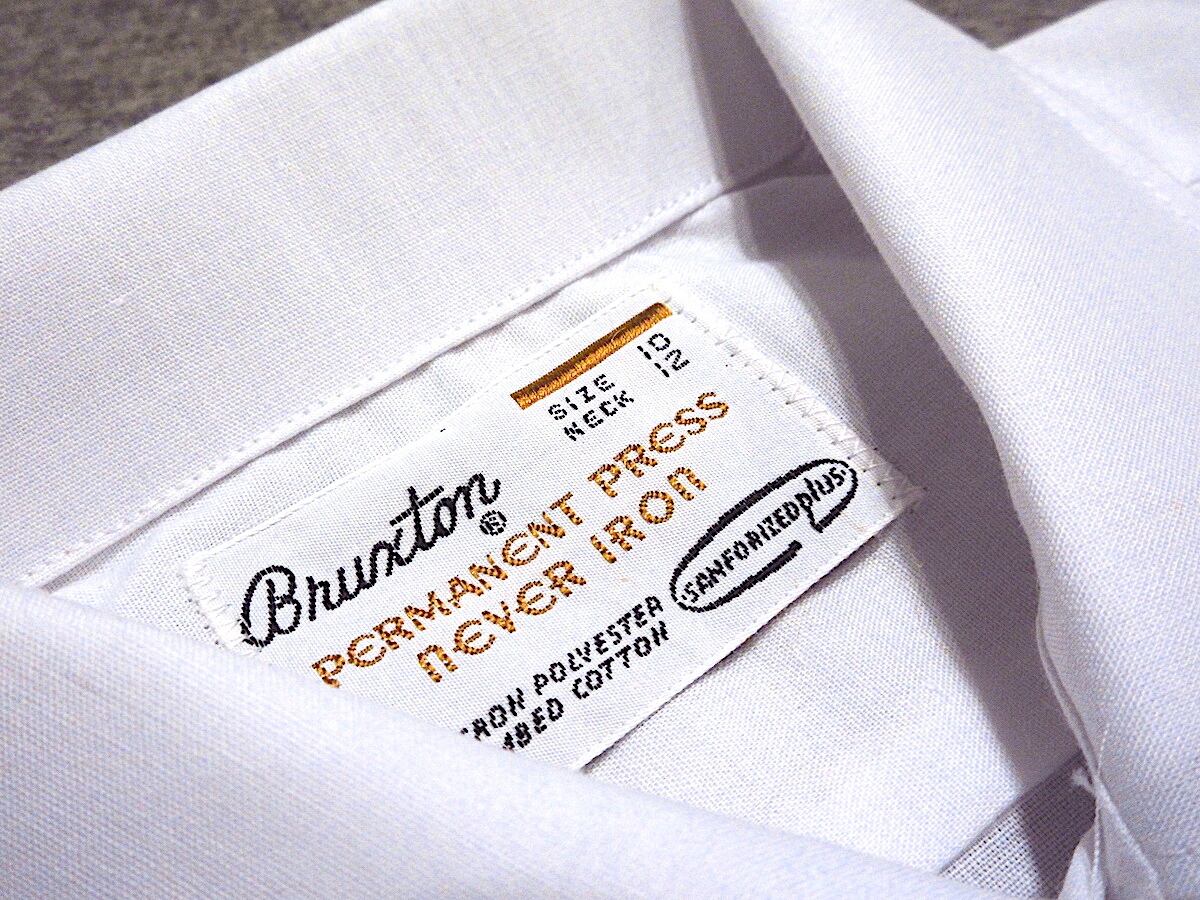 SIZE 10
NECK 12
Bruxton®
PERMANENT PRESS
NEVER IRON
SANFORIZED plus
POLYESTER
COTTON